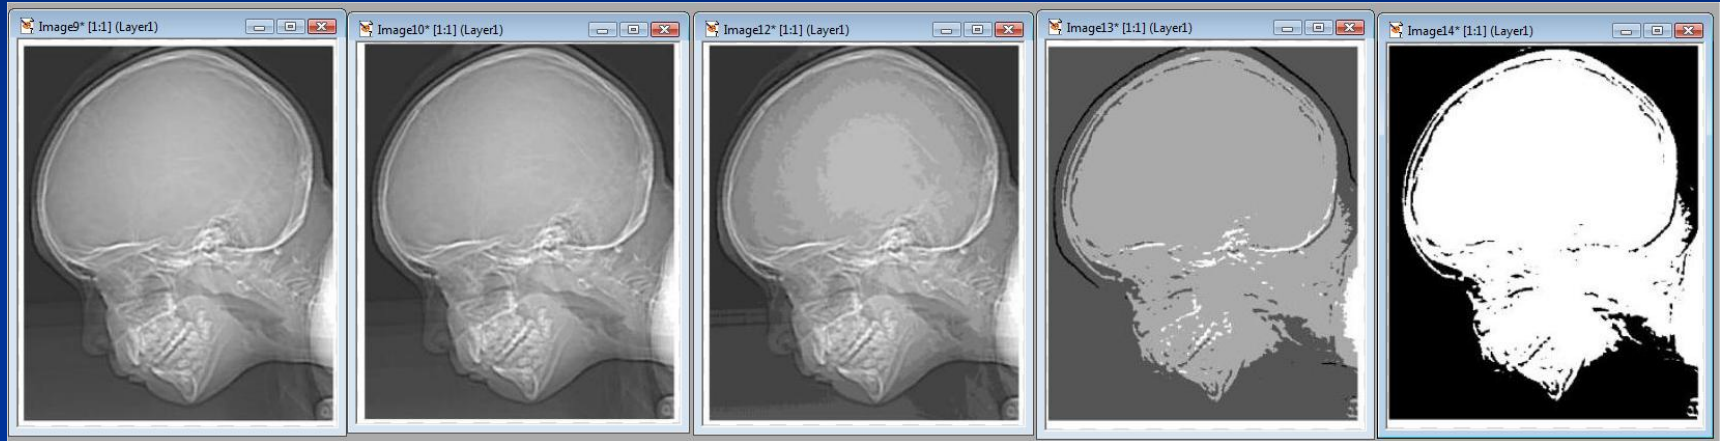 Image9* [1:1] (Layer1)
Image10* [1:1] (Layer1)
Image12* [1:1] (Layer1)
Image13* [1:1] (Layer1)
Image14* [1:1] (Layer1)